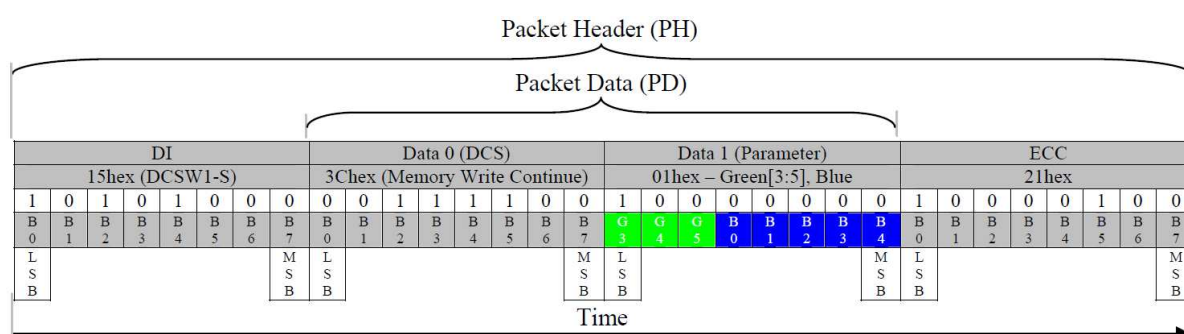 Packet Header (PH)
Packet Data (PD)
DI Data 0 (DCS) Data 1 (Parameter) ECC
15hex (DCSW1-S) 3Chex (Memory Write Continue) 01hex – Green[3:5], Blue 21hex
1 0 1 0 1 0 0 0 0 0 1 1 1 1 0 0 1 0 0 0 0 0 0 0 1 0 0 0 0 1 0 0
B B B B B B B B B B B B B B B B G G G B B B B B B B B B B B B B
0 1 2 3 4 5 6 7 0 1 2 3 4 5 6 7 3 4 5 0 1 2 3 4 0 1 2 3 4 5 6 7
L M L M L M L M
S S S S S S S S
B B B B B B B B
Time